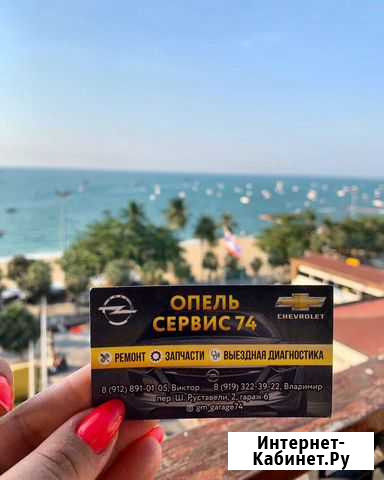 ОПЕЛЬ
СЕРВИС 74
CHEVROLET
РЕМОНТ ЗАПЧАСТИ ВЫЕЗДНАЯ ДИАГНОСТИКА
8 (912) 891-01-05, Виктор 8 (919) 322-39-22, Владимир
пер. Ш. Руставели, 2, гараж 6
gm_garage74
Интернет-
Кабинет.Ру